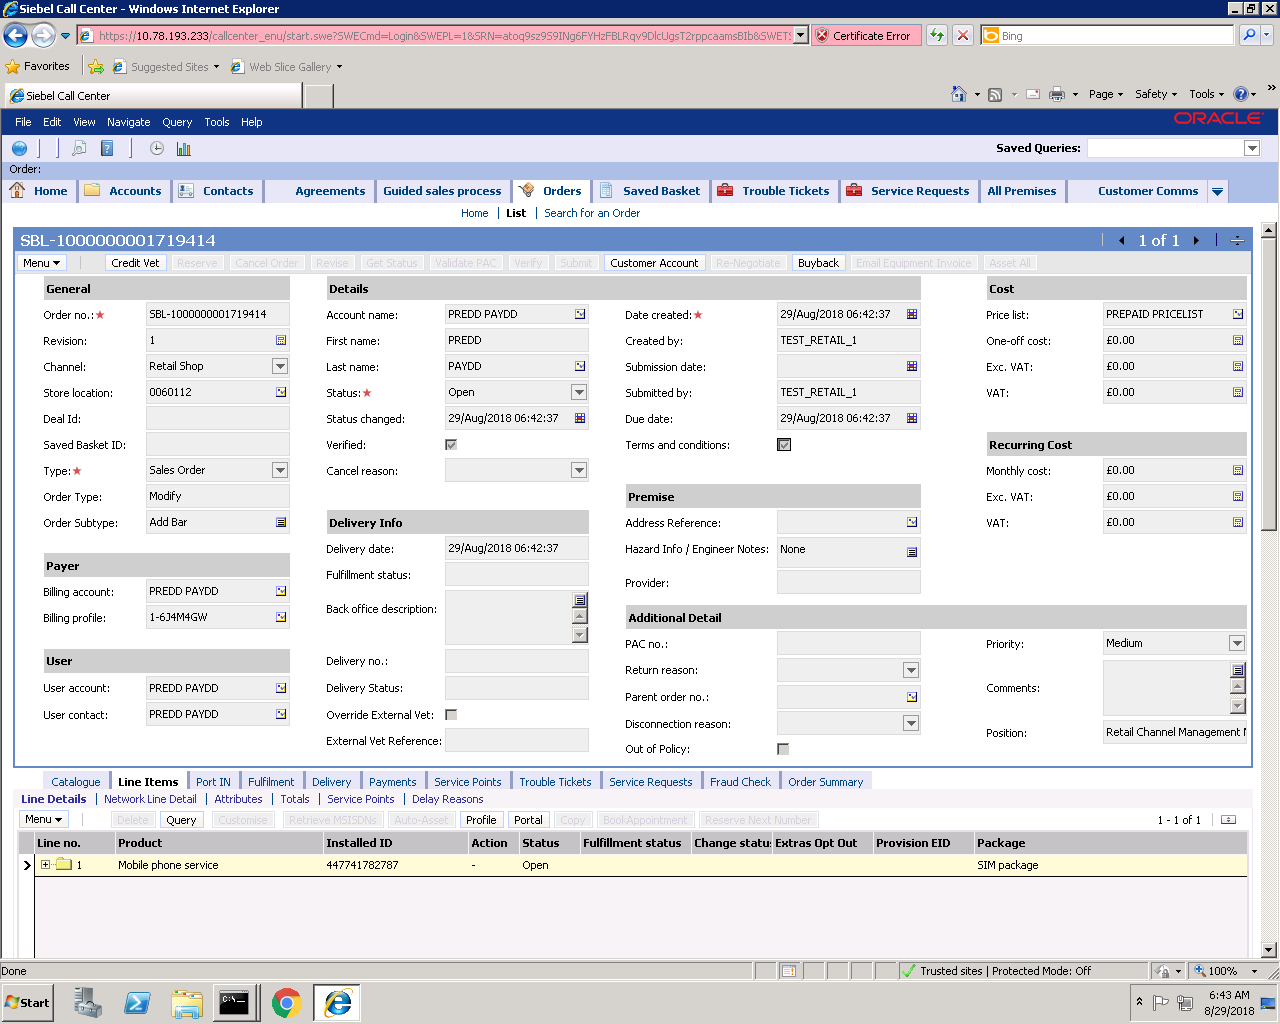 Siebel Call Center - Windows Internet Explorer
https://10.78.193.233/callcenter_enu/start.swe?SWECmd=Login&SWEPL=1&SRN=
Certificate Error
Bing
Favorites
Suggested Sites
Web Slice Gallery
Siebel Call Center
Page
Safety
Tools
File Edit View Navigate Query Tools Help
ORACLE
Saved Queries:
Order:
Home Accounts Contacts Agreements Guided sales process Orders Saved Basket Trouble Tickets Service Requests All Premises Customer Comms
Home List Search for an Order
SBL-1000000001719414
1 of 1
Menu Credit Vet Reserve Cancel Order Revise Get Status Validate PAC Verify Submit Customer Account Re-Negotiate Buyback Email Equipment Invoice Asset All
General
Order no.:★ SBL-1000000001719414
Revision: 1
Channel: Retail Shop
Store location: 0060112
Deal Id:
Saved Basket ID:
Type:★ Sales Order
Order Type: Modify
Order Subtype: Add Bar
Payer
Billing account: PREDD PAYDD
Billing profile: 1-6J4M4GW
User
User account: PREDD PAYDD
User contact: PREDD PAYDD
Details
Account name: PREDD PAYDD
First name: PREDD
Last name: PAYDD
Status:★ Open
Status changed: 29/Aug/2018 06:42:37
Verified:
Cancel reason:
Delivery Info
Delivery date: 29/Aug/2018 06:42:37
Fulfillment status:
Back office description:
Delivery no.:
Delivery Status:
Override External Vet:
External Vet Reference:
Date created:★ 29/Aug/2018 06:42:37
Created by: TEST_RETAIL_1
Submission date:
Submitted by: TEST_RETAIL_1
Due date: 29/Aug/2018 06:42:37
Terms and conditions:
Premise
Address Reference:
Hazard Info / Engineer Notes: None
Provider:
Additional Detail
PAC no.:
Return reason:
Parent order no.:
Disconnection reason:
Out of Policy:
Priority: Medium
Comments:
Position: Retail Channel Management
Cost
Price list: PREPAID PRICELIST
One-off cost: £0.00
Exc. VAT: £0.00
VAT: £0.00
Recurring Cost
Monthly cost: £0.00
Exc. VAT: £0.00
VAT: £0.00
Catalogue Line Items Port IN Fulfilment Delivery Payments Service Points Trouble Tickets Service Requests Fraud Check Order Summary
Line Details Network Line Detail Attributes Totals Service Points Delay Reasons
Menu Delete Query Customise Retrieve MSISDNs Auto-Asset Profile Portal Copy BookAppointment Reserve Next Number
1 - 1 of 1
Line no. Product Installed ID Action Status Fulfillment status Change status Extras Opt Out Provision EID Package
1 Mobile phone service 447741782787 - Open SIM package
Done
Trusted sites | Protected Mode: Off
100%
Start
6:43 AM
8/29/2018